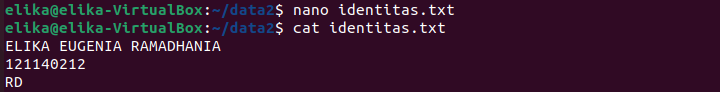 elika@elika-VirtualBox:~/data2$ nano identitas.txt
elika@elika-VirtualBox:~/data2$ cat identitas.txt
ELIKA EUGENIA RAMADHANIA
121140212
RD